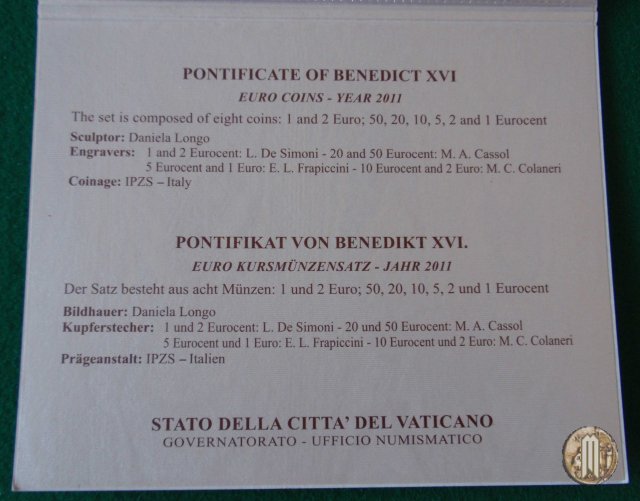 PONTIFICATE OF BENEDICT XVI
EURO COINS - YEAR 2011
The set is composed of eight coins: 1 and 2 Euro; 50, 20, 10, 5, 2 and 1 Eurocent
Sculptor: Daniela Longo
Engravers: 1 and 2 Eurocent: L. De Simoni - 20 and 50 Eurocent: M. A. Cassol
5 Eurocent and 1 Euro: E. L. Frapiccini - 10 Eurocent and 2 Euro: M. C. Colaneri
Coinage: IPZS – Italy
PONTIFIKAT VON BENEDIKT XVI.
EURO KURSMÜNZENSATZ - JAHR 2011
Der Satz besteht aus acht Münzen: 1 und 2 Euro; 50, 20, 10, 5, 2 und 1 Eurocent
Bildhauer: Daniela Longo
Kupferstecher: 1 und 2 Eurocent: L. De Simoni - 20 und 50 Eurocent: M. A. Cassol
5 Eurocent und 1 Euro: E. L. Frapiccini - 10 Eurocent und 2 Euro: M. C. Colaneri
Prägeanstalt: IPZS – Italien
STATO DELLA CITTA' DEL VATICANO
GOVERNATORATO - UFFICIO NUMISMATICO